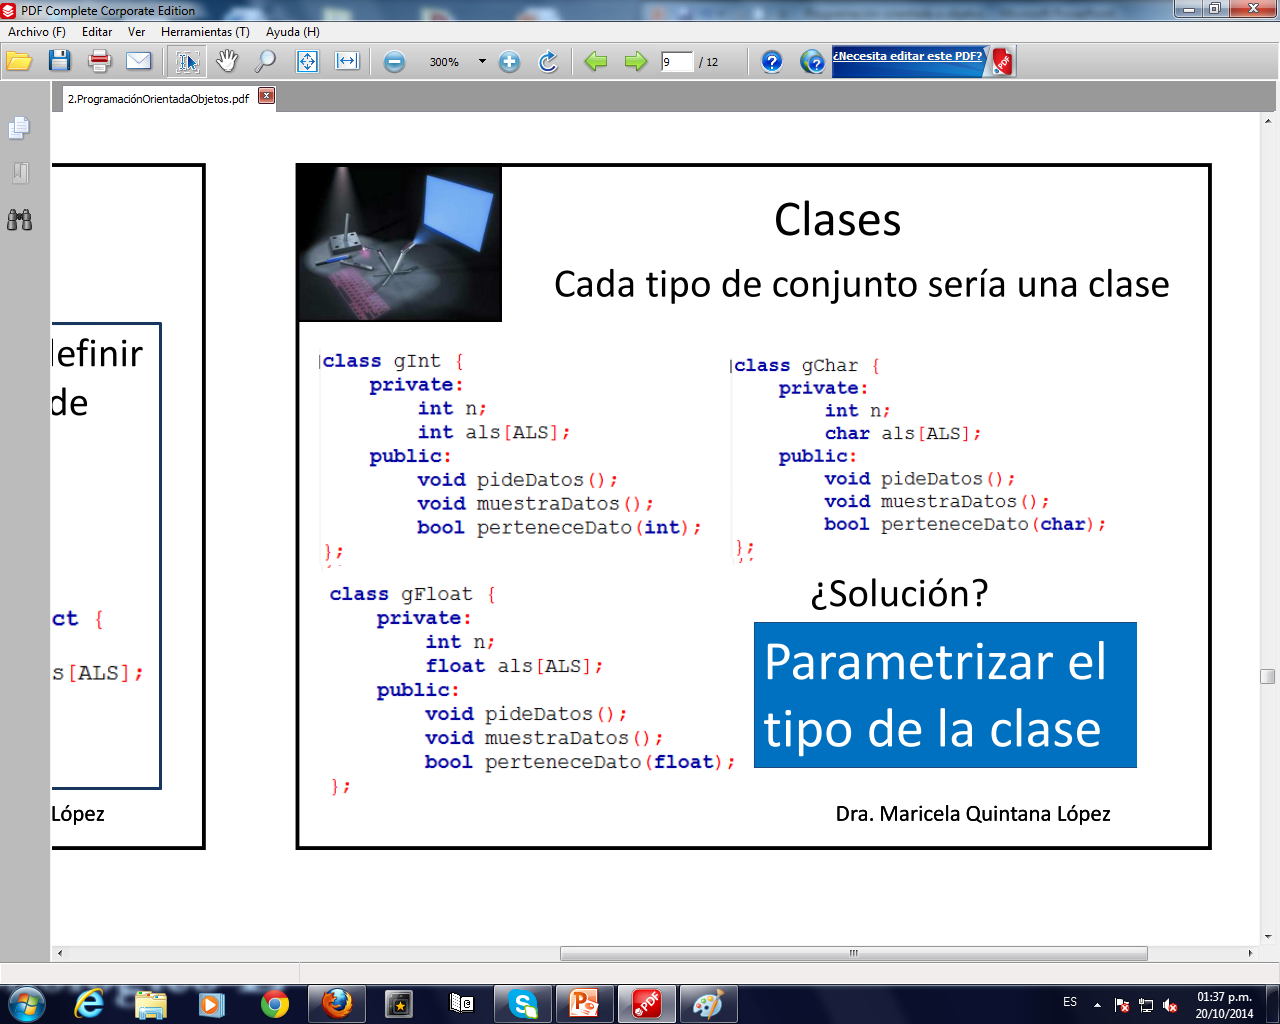 PDF Complete Corporate Edition
Archivo (F) Editar Ver Herramientas (T) Ayuda (H)
300% 9 / 12 ¿Necesita editar este PDF?
2.ProgramaciónOrientadaObjetos.pdf
efinir
de
ct {
s[ALS];
López
Clases
Cada tipo de conjunto sería una clase
class gInt {
private:
int n;
int als[ALS];
public:
void pideDatos();
void muestraDatos();
bool perteneceDato(int);
};
class gChar {
private:
int n;
char als[ALS];
public:
void pideDatos();
void muestraDatos();
bool perteneceDato(char);
};
class gFloat {
private:
int n;
float als[ALS];
public:
void pideDatos();
void muestraDatos();
bool perteneceDato(float);
};
¿Solución?
Parametrizar el
tipo de la clase
Dra. Maricela Quintana López
ES
01:37 p.m.
20/10/2014